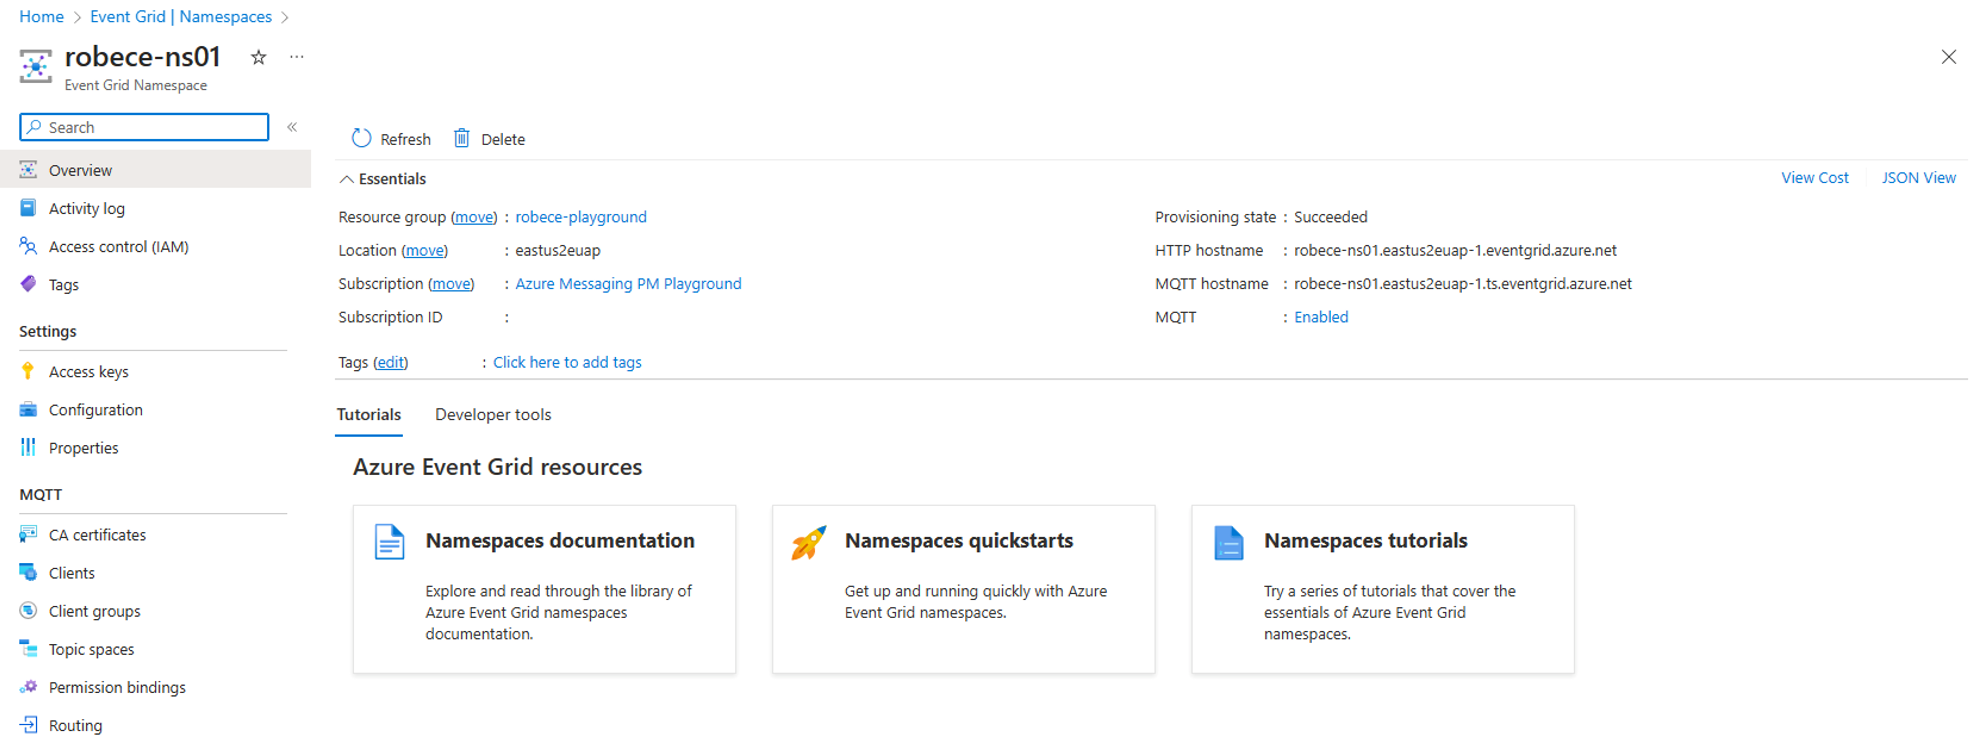 Home > Event Grid | Namespaces >
robece-ns01
Event Grid Namespace
Search
Overview
Activity log
Access control (IAM)
Tags
Settings
Access keys
Configuration
Properties
MQTT
CA certificates
Clients
Client groups
Topic spaces
Permission bindings
Routing
Refresh Delete
Essentials
View Cost JSON View
Resource group (move) : robece-playground
Location (move) : eastus2euap
Subscription (move) : Azure Messaging PM Playground
Subscription ID :
Provisioning state : Succeeded
HTTP hostname : robece-ns01.eastus2euap-1.eventgrid.azure.net
MQTT hostname : robece-ns01.eastus2euap-1.ts.eventgrid.azure.net
MQTT : Enabled
Tags (edit) : Click here to add tags
Tutorials Developer tools
Azure Event Grid resources
Namespaces documentation
Explore and read through the library of
Azure Event Grid namespaces
documentation.
Namespaces quickstarts
Get up and running quickly with Azure
Event Grid namespaces.
Namespaces tutorials
Try a series of tutorials that cover the
essentials of Azure Event Grid
namespaces.